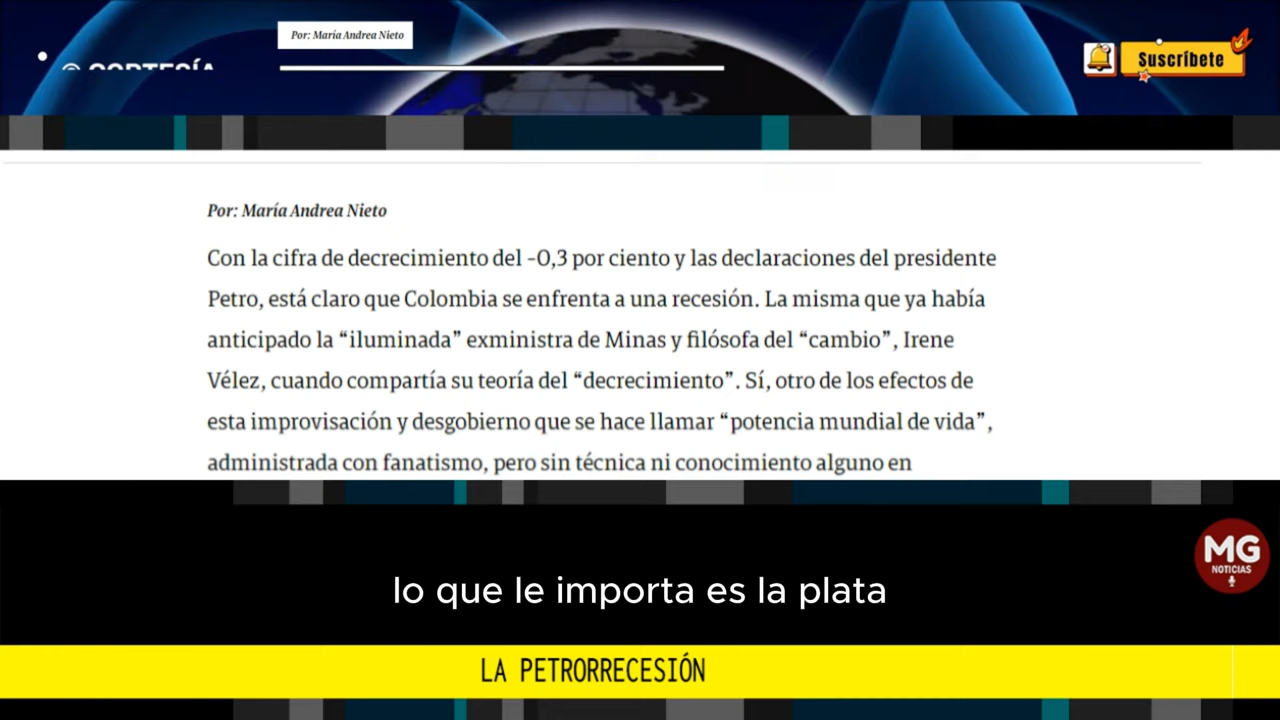 Por: María Andrea Nieto
© CORTESÍA
Suscríbete
Por: María Andrea Nieto
Con la cifra de decrecimiento del -0,3 por ciento y las declaraciones del presidente
Petro, está claro que Colombia se enfrenta a una recesión. La misma que ya había
anticipado la “iluminada” exministra de Minas y filósofa del “cambio”, Irene
Vélez, cuando compartía su teoría del “decrecimiento”. Sí, otro de los efectos de
esta improvisación y desgobierno que se hace llamar “potencia mundial de vida”,
administrada con fanatismo, pero sin técnica ni conocimiento alguno en
MG
NOTICIAS
lo que le importa es la plata
LA PETRORRECESIÓN